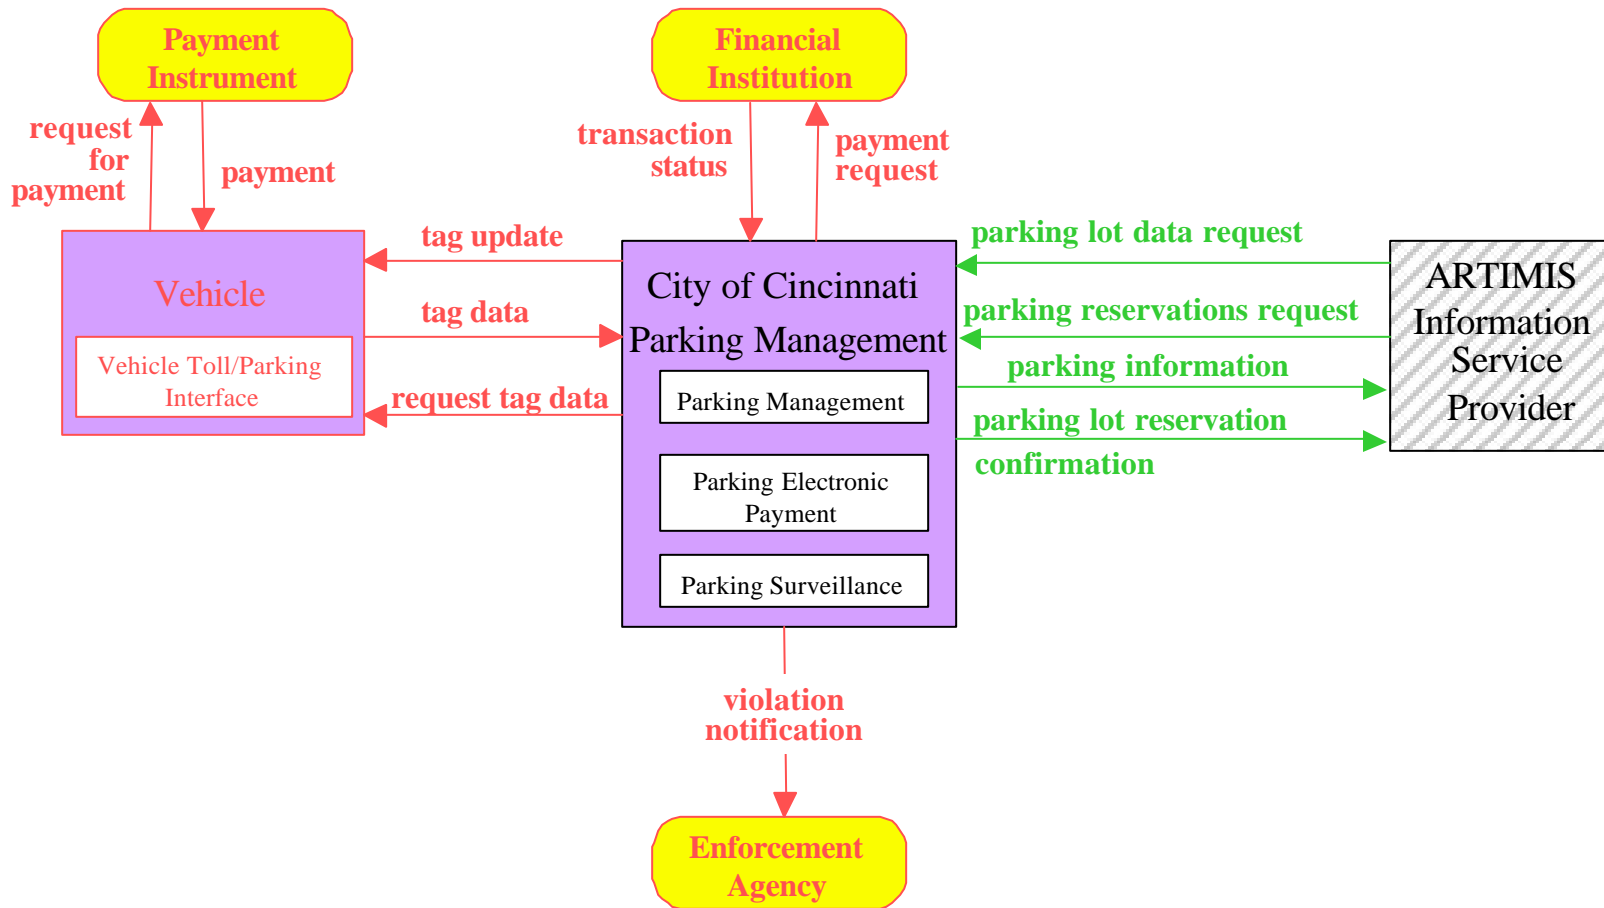 Payment
Instrument
Financial
Institution
request
for
payment
payment
transaction
status
payment
request
tag update
tag data
request tag data
Vehicle
Vehicle Toll/Parking
Interface
City of Cincinnati
Parking Management
Parking Management
Parking Electronic
Payment
Parking Surveillance
parking lot data request
parking reservations request
parking information
parking lot reservation
confirmation
ARTIMIS
Information
Service
Provider
violation
notification
Enforcement
Agency